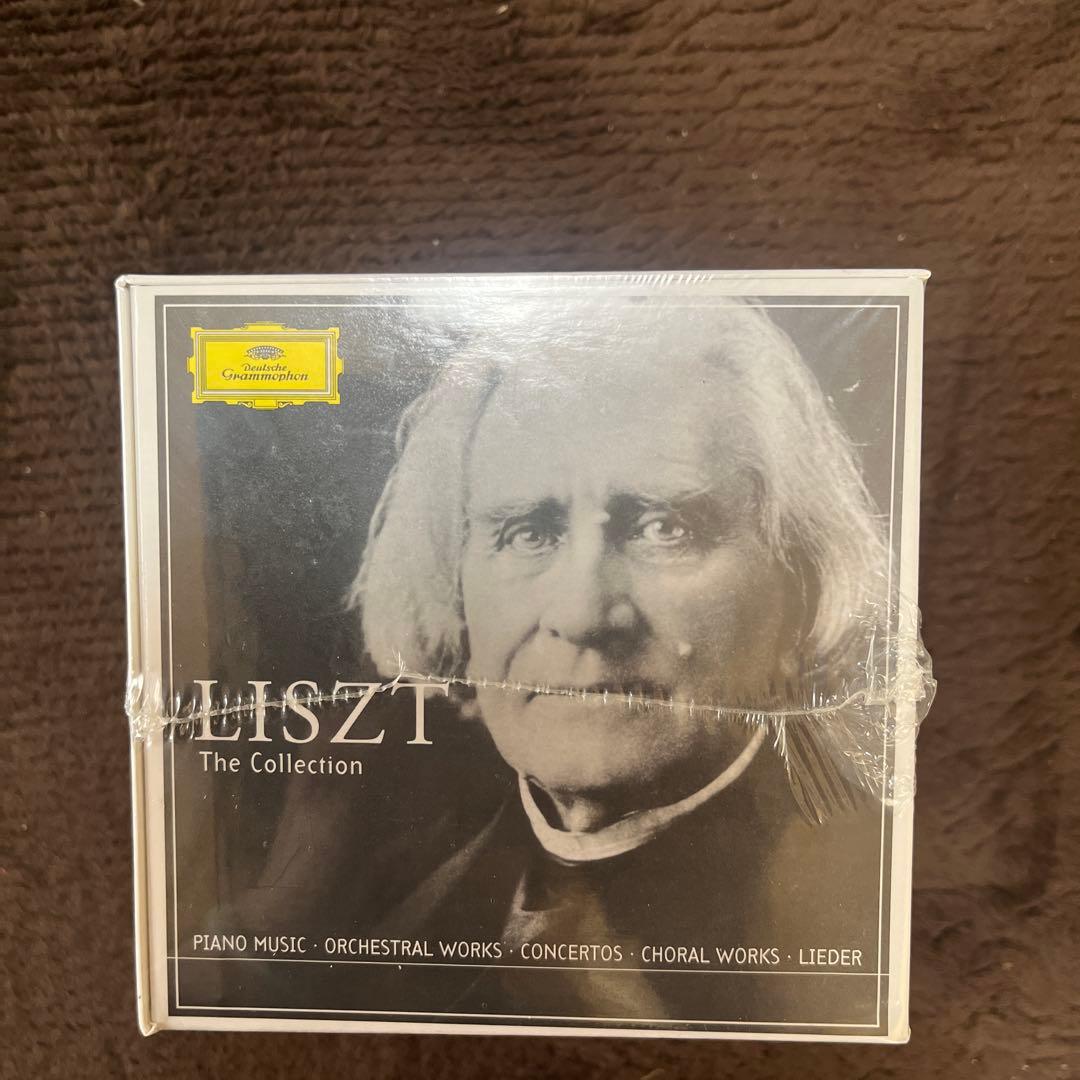 Deutsche
Grammophon
LISZT
The Collection
PIANO MUSIC · ORCHESTRAL WORKS · CONCERTOS · CHORAL WORKS · LIEDER